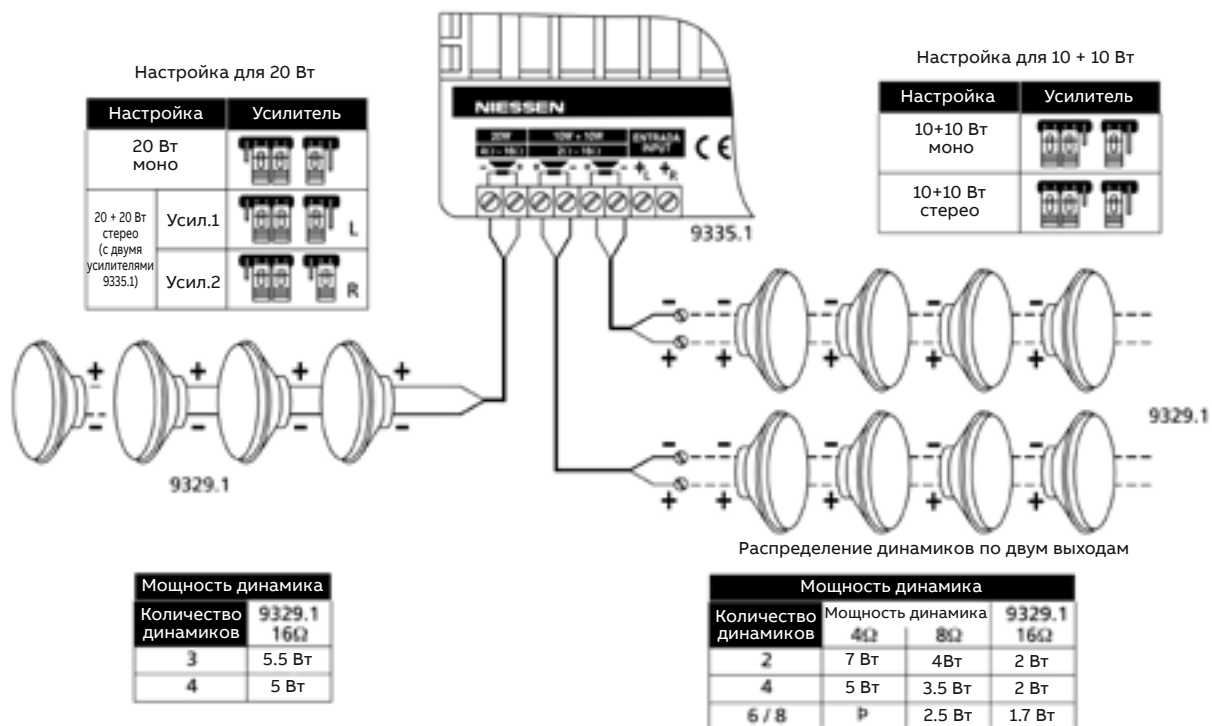 Настройка для 20 Вт
Настройка Усилитель
20 Вт
моно
20 + 20 Вт
стерео
(с двумя
усилителями
9335.1)
Усил.1
L
Усил.2
R
NIESSEN
20W 10W + 10W ENTRADA
INPUT
4Ω - 16Ω 2Ω - 16Ω
CE
- + + - - + +L +R
9335.1
Настройка для 10 + 10 Вт
Настройка Усилитель
10+10 Вт
моно
10+10 Вт
стерео
+ + + +
- - - -
9329.1
- - - - -
+ + + + +
9329.1
- - - - -
+ + + + +
Распределение динамиков по двум выходам
Мощность динамика
Количество
динамиков
9329.1
16Ω
3 5.5 Вт
4 5 Вт
Мощность динамика
Количество
динамиков
Мощность динамика
4Ω 8Ω
9329.1
16Ω
2 7 Вт 4Вт 2 Вт
4 5 Вт 3.5 Вт 2 Вт
6 / 8 Þ 2.5 Вт 1.7 Вт